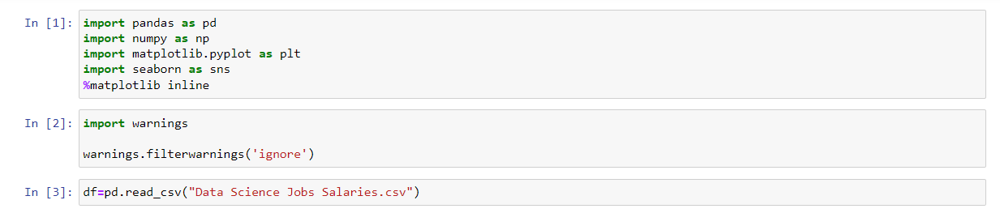 In [1]: import pandas as pd
import numpy as np
import matplotlib.pyplot as plt
import seaborn as sns
%matplotlib inline
In [2]: import warnings
warnings.filterwarnings('ignore')
In [3]: df=pd.read_csv("Data Science Jobs Salaries.csv")